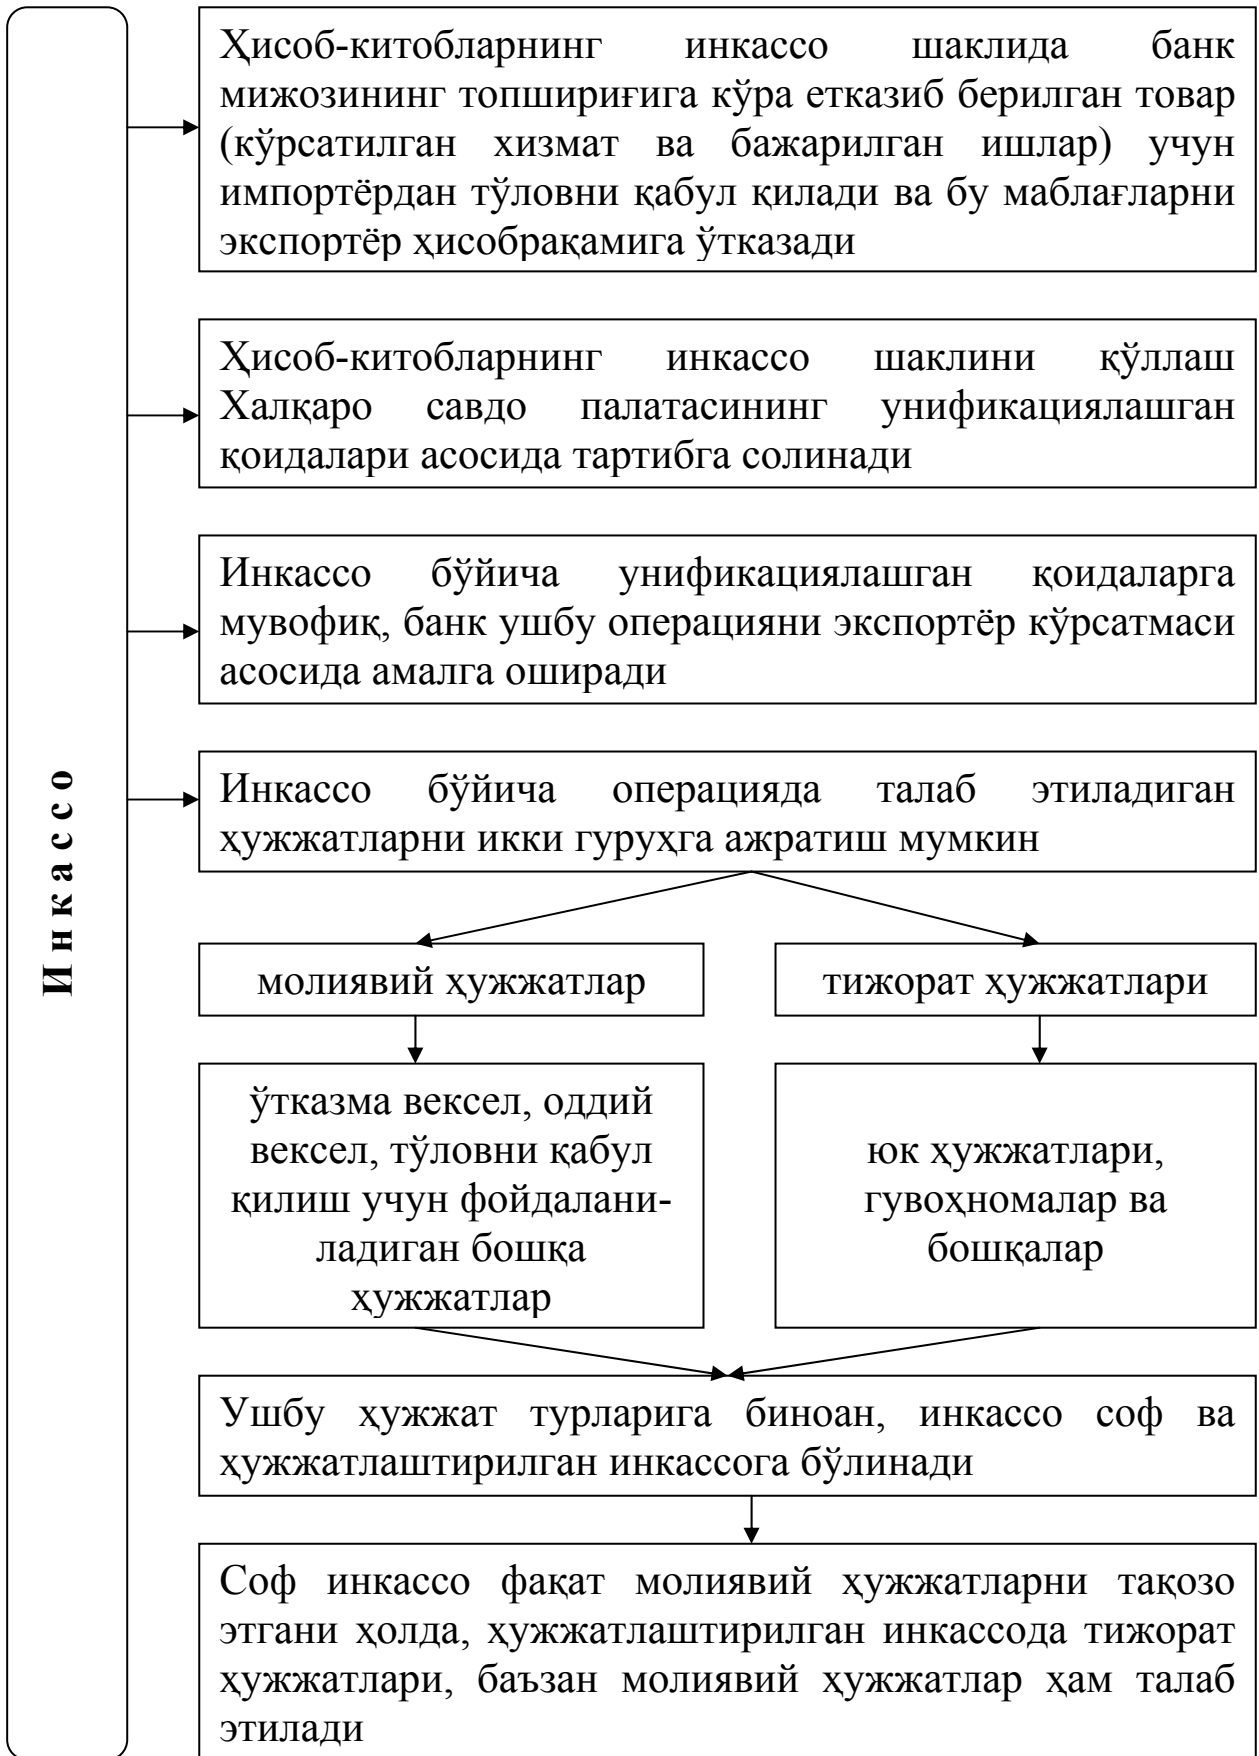 Инкассо
Ҳисоб-китобларнинг инкассо шаклида банк
мижозининг топшириғига кўра етказиб берилган товар
(кўрсатилган хизмат ва бажарилган ишлар) учун
импортёрдан тўловни қабул қилади ва бу маблағларни
экспортёр ҳисобрақамига ўтказади
Ҳисоб-китобларнинг инкассо шаклини қўллаш
Халқаро савдо палатасининг унификациялашган
қоидалари асосида тартибга солинади
Инкассо бўйича унификациялашган қоидаларга
мувофиқ, банк ушбу операцияни экспортёр кўрсатмаси
асосида амалга оширади
Инкассо бўйича операцияда талаб этиладиган
ҳужжатларни икки гуруҳга ажратиш мумкин
молиявий ҳужжатлар
тижорат ҳужжатлари
ўтказма вексел, оддий
вексел, тўловни қабул
қилиш учун фойдалани-
ладиган бошқа
ҳужжатлар
юк ҳужжатлари,
гувоҳномалар ва
бошқалар
Ушбу ҳужжат турларига биноан, инкассо соф ва
ҳужжатлаштирилган инкассога бўлинади
Соф инкассо фақат молиявий ҳужжатларни тақозо
этгани ҳолда, ҳужжатлаштирилган инкассода тижорат
ҳужжатлари, баъзан молиявий ҳужжатлар ҳам талаб
этилади